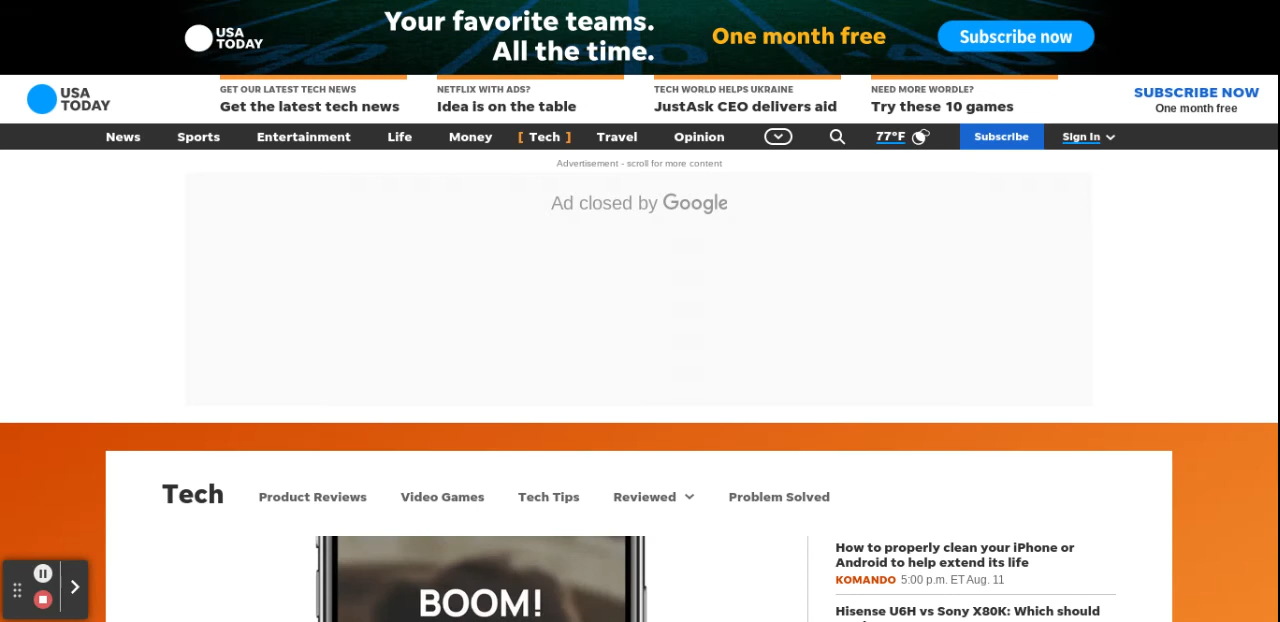 USA
TODAY
Your favorite teams.
All the time.
One month free
Subscribe now
USA
TODAY
GET OUR LATEST TECH NEWS
Get the latest tech news
NETFLIX WITH ADS?
Idea is on the table
TECH WORLD HELPS UKRAINE
JustAsk CEO delivers aid
NEED MORE WORDLE?
Try these 10 games
SUBSCRIBE NOW
One month free
News Sports Entertainment Life Money [ Tech ] Travel Opinion 77°F Subscribe Sign In
Advertisement - scroll for more content
Ad closed by Google
Tech Product Reviews Video Games Tech Tips Reviewed Problem Solved
BOOM!
How to properly clean your iPhone or
Android to help extend its life
KOMANDO 5:00 p.m. ET Aug. 11
Hisense U6H vs Sony X80K: Which should